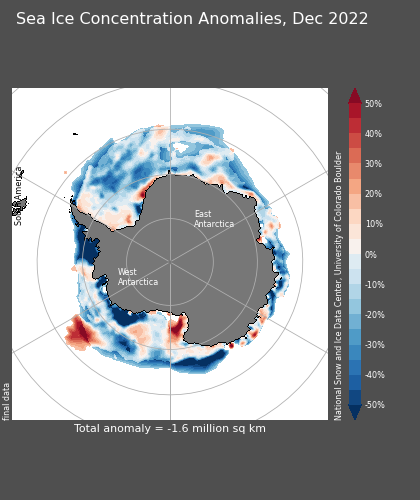 Sea Ice Concentration Anomalies, Dec 2022
50%
40%
30%
20%
10%
0%
-10%
-20%
-30%
-40%
-50%
National Snow and Ice Data Center, University of Colorado Boulder
South America
East
Antarctica
West
Antarctica
final data
Total anomaly = -1.6 million sq km